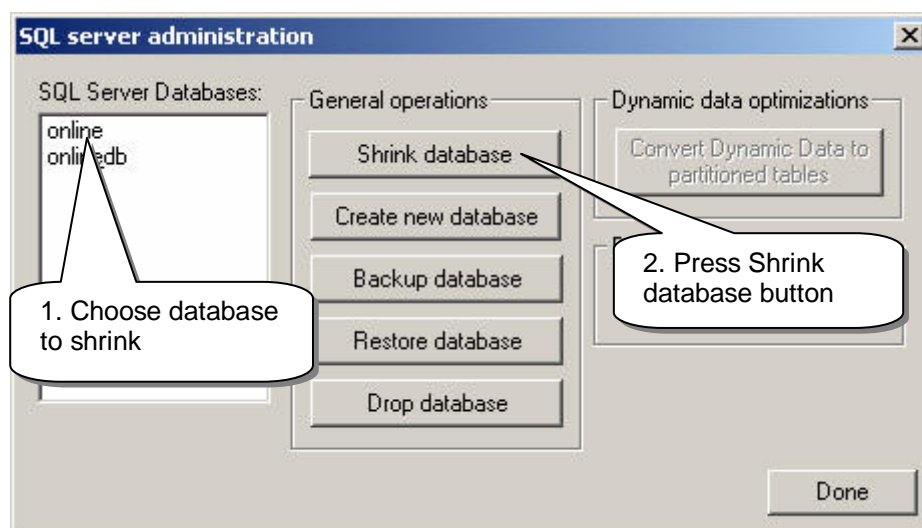 SQL server administration
SQL Server Databases:
online
onlinedb
1. Choose database
to shrink
General operations
Shrink database
Create new database
Backup database
Restore database
Drop database
Dynamic data optimizations
Convert Dynamic Data to
partitioned tables
2. Press Shrink
database button
Done